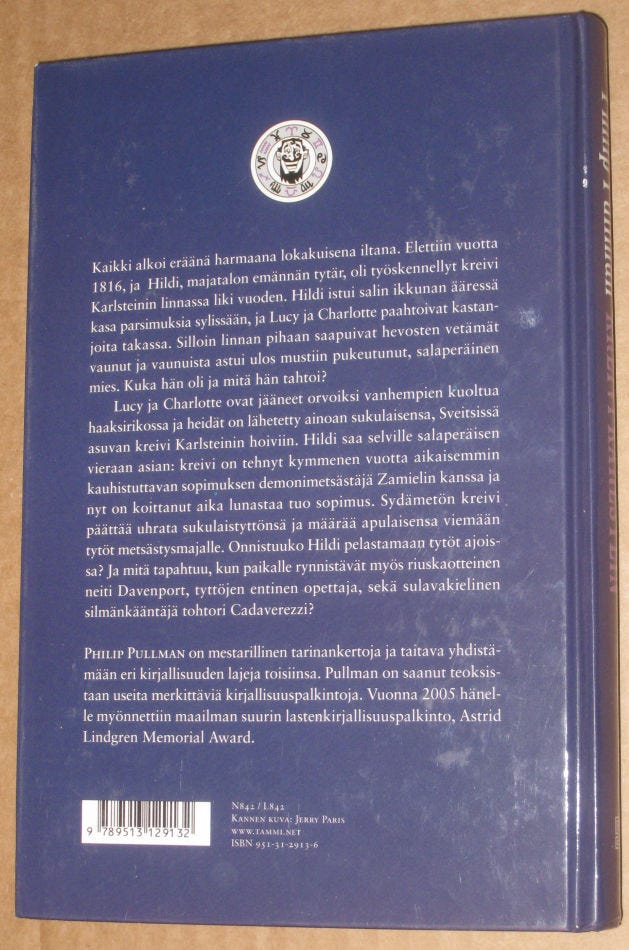 Kaikki alkoi eräänä harmaana lokakuisena iltana. Elettiin vuotta
1816, ja Hildi, majatalon emännän tytär, oli työskennellyt kreivi
Karlsteinin linnassa liki vuoden. Hildi istui salin ikkunan ääressä
kasa parsimuksia sylissään, ja Lucy ja Charlotte paahtoivat kastan-
joita takassa. Silloin linnan pihaan saapuivat hevosten vetämät
vaunut ja vaunuista astui ulos mustiin pukeutunut, salaperäinen
mies. Kuka hän oli ja mitä hän tahtoi?
Lucy ja Charlotte ovat jääneet orvoiksi vanhempien kuoltua
haaksirikossa ja heidät on lähetetty ainoan sukulaisensa, Sveitsissä
asuvan kreivi Karlsteinin hoiviin. Hildi saa selville salaperäisen
vieraan asian: kreivi on tehnyt kymmenen vuotta aikaisemmin
kauhistuttavan sopimuksen demonimetsästäjä Zamielin kanssa ja
nyt on koittanut aika lunastaa tuo sopimus. Sydämetön kreivi
päättää uhrata sukulaistyttönsä ja määrää apulaisensa viemään
tytöt metsästysmajalle. Onnistuuko Hildi pelastamaan tytöt ajois-
sa? Ja mitä tapahtuu, kun paikalle rynnistävät myös riuskaotteinen
neiti Davenport, tyttöjen entinen opettaja, sekä sulavakielinen
silmänkääntäjä tohtori Cadaverezzi?
PHILIP PULLMAN on mestarillinen tarinankertoja ja taitava yhdistä-
mään eri kirjallisuuden lajeja toisiinsa. Pullman on saanut teoksis-
taan useita merkittäviä kirjallisuuspalkintoja. Vuonna 2005 hänel-
le myönnettiin maailman suurin lastenkirjallisuuspalkinto, Astrid
Lindgren Memorial Award.
9 789513 129132
N842 / L842
KANNEN KUVA: JERRY PARIS
WWW.TAMMI.NET
ISBN 951-31-2913-6